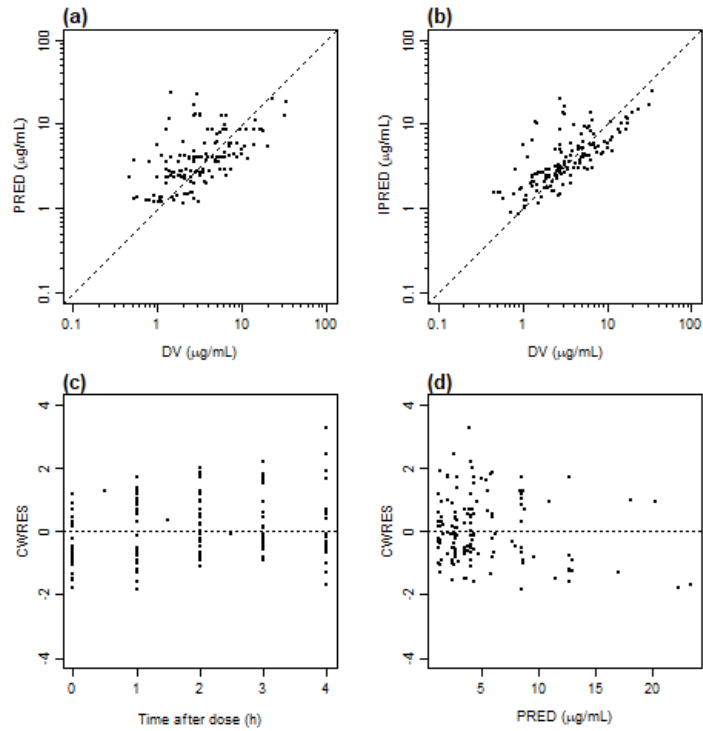 (a)
100
10
1
0.1
PRED (μg/mL)
0.1 1 10 100
DV (μg/mL)
(b)
100
10
1
0.1
IPRED (μg/mL)
0.1 1 10 100
DV (μg/mL)
(c)
4
2
0
-2
-4
CWRES
0 1 2 3 4
Time after dose (h)
(d)
4
2
0
-2
-4
CWRES
5 10 15 20
PRED (μg/mL)